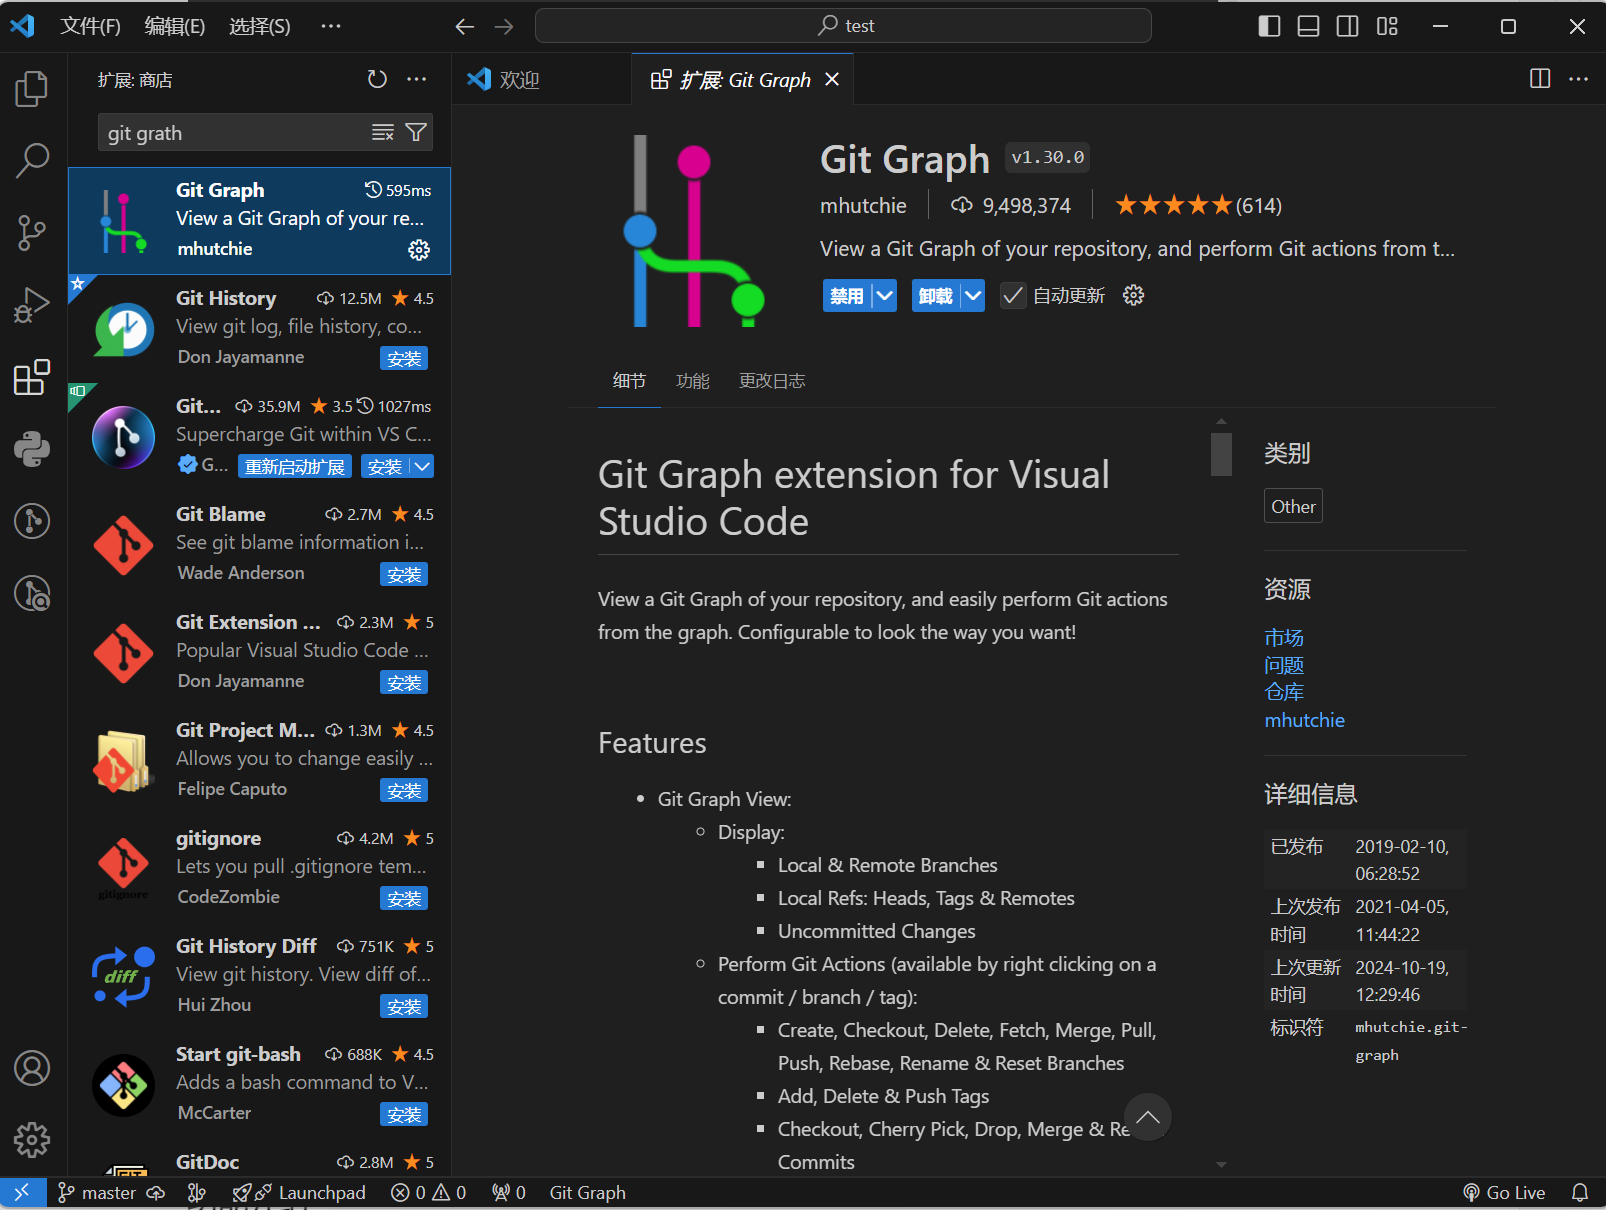 文件(F) 编辑(E) 选择(S) ··· test
扩展: 商店
git grath
Git Graph 595ms
View a Git Graph of your re...
mhutchie
Git History 12.5M 4.5
View git log, file history, co...
Don Jayamanne 安装
Git... 35.9M 3.5 1027ms
Supercharge Git within VS C...
G... 重新启动扩展 安装
Git Blame 2.7M 4.5
See git blame information i...
Wade Anderson 安装
Git Extension ... 2.3M 5
Popular Visual Studio Code ...
Don Jayamanne 安装
Git Project M... 1.3M 4.5
Allows you to change easily ...
Felipe Caputo 安装
gitignore 4.2M 5
Lets you pull .gitignore tem...
gitignore
CodeZombie 安装
Git History Diff 751K 5
View git history. View diff of...
diff
Hui Zhou 安装
Start git-bash 688K 4.5
Adds a bash command to V...
McCarter 安装
GitDoc 2.8M 5
欢迎 扩展: Git Graph
Git Graph v1.30.0
mhutchie 9,498,374 (614)
View a Git Graph of your repository, and perform Git actions from t...
禁用 卸载 自动更新
细节 功能 更改日志
Git Graph extension for Visual
Studio Code
View a Git Graph of your repository, and easily perform Git actions
from the graph. Configurable to look the way you want!
Features
Git Graph View:
Display:
Local & Remote Branches
Local Refs: Heads, Tags & Remotes
Uncommitted Changes
Perform Git Actions (available by right clicking on a
commit / branch / tag):
Create, Checkout, Delete, Fetch, Merge, Pull,
Push, Rebase, Rename & Reset Branches
Add, Delete & Push Tags
Checkout, Cherry Pick, Drop, Merge & Re
Commits
类别
Other
资源
市场
问题
仓库
mhutchie
详细信息
已发布 2019-02-10,
06:28:52
上次发布 2021-04-05,
时间 11:44:22
上次更新 2024-10-19,
时间 12:29:46
标识符 mhutchie.git-
graph
master Launchpad 0 0 0 Git Graph Go Live